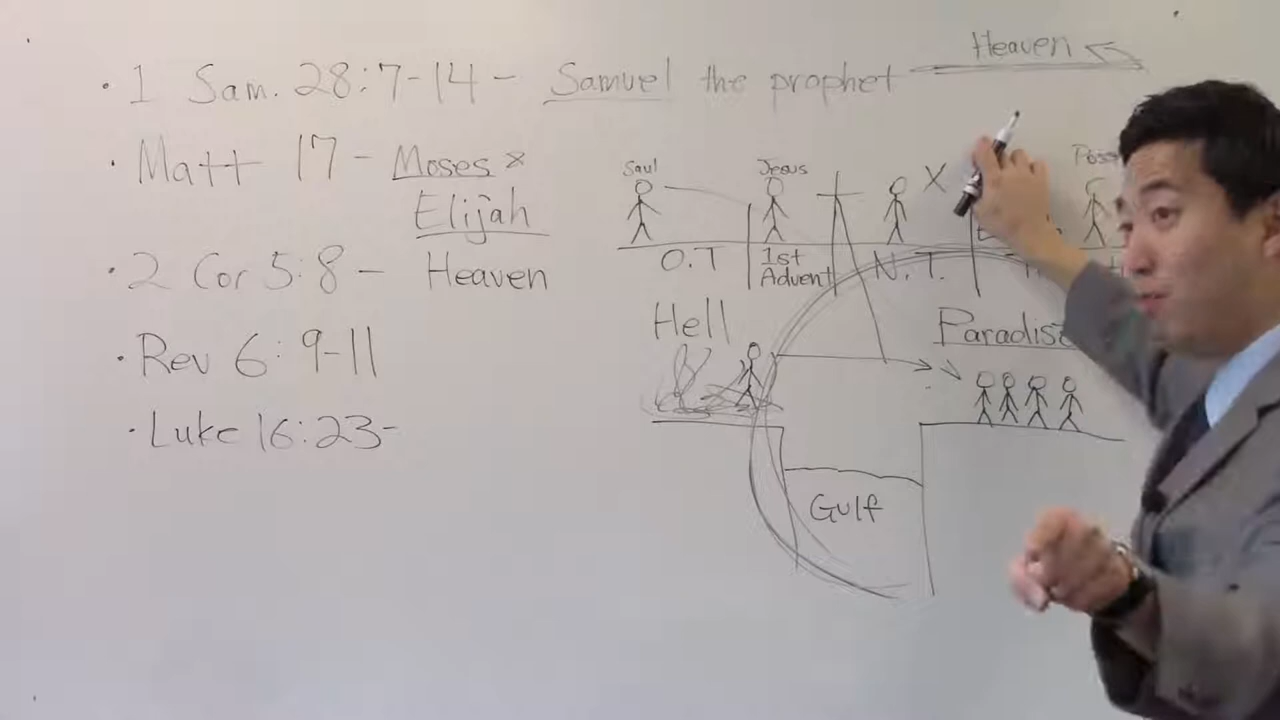 Heaven
· 1 Sam. 28:7-14 - Samuel the prophet
· Matt 17 - Moses x
Elijah
· 2 Cor 5:8 - Heaven
· Rev 6:9-11
· Luke 16:23-
Saul
Jesus
X
O.T
1st
Advent
N.T.
Hell
Gulf